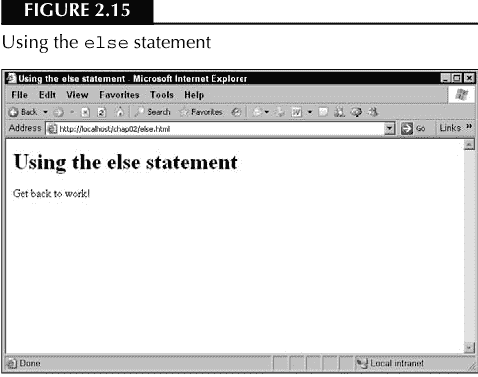 FIGURE 2.15
Using the else statement
Using the else statement - Microsoft Internet Explorer
File Edit View Favorites Tools Help
Back Search Favorites
Address http://localhost/chap02/else.html Go Links »
Using the else statement
Get back to work!
Done Local intranet